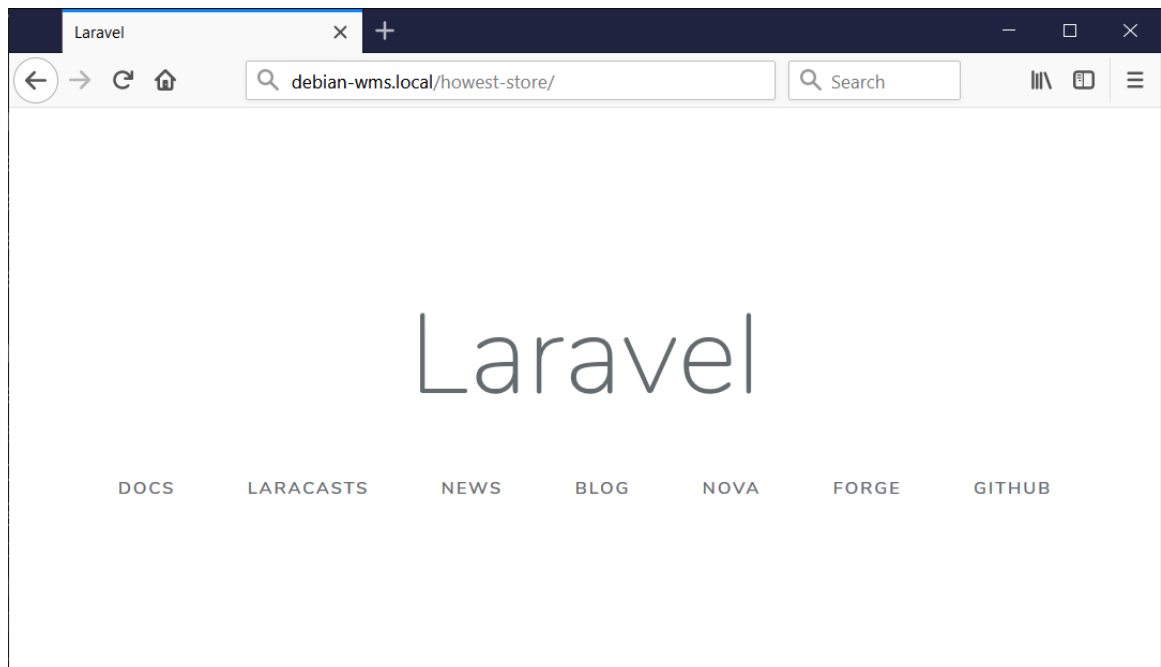 Laravel
debian-wms.local/howest-store/ Search
Laravel
DOCS LARACASTS NEWS BLOG NOVA FORGE GITHUB